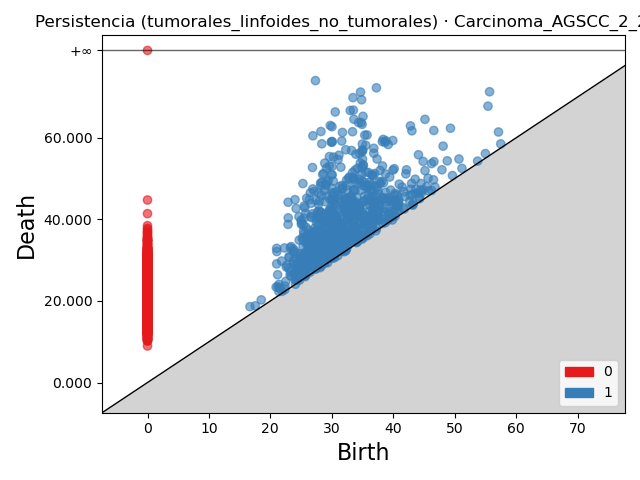 Persistencia (tumorales_linfoides_no_tumorales) · Carcinoma_AGSCC_2_
+∞
60.000
40.000
20.000
0.000
Death
0 10 20 30 40 50 60 70
Birth
0
1